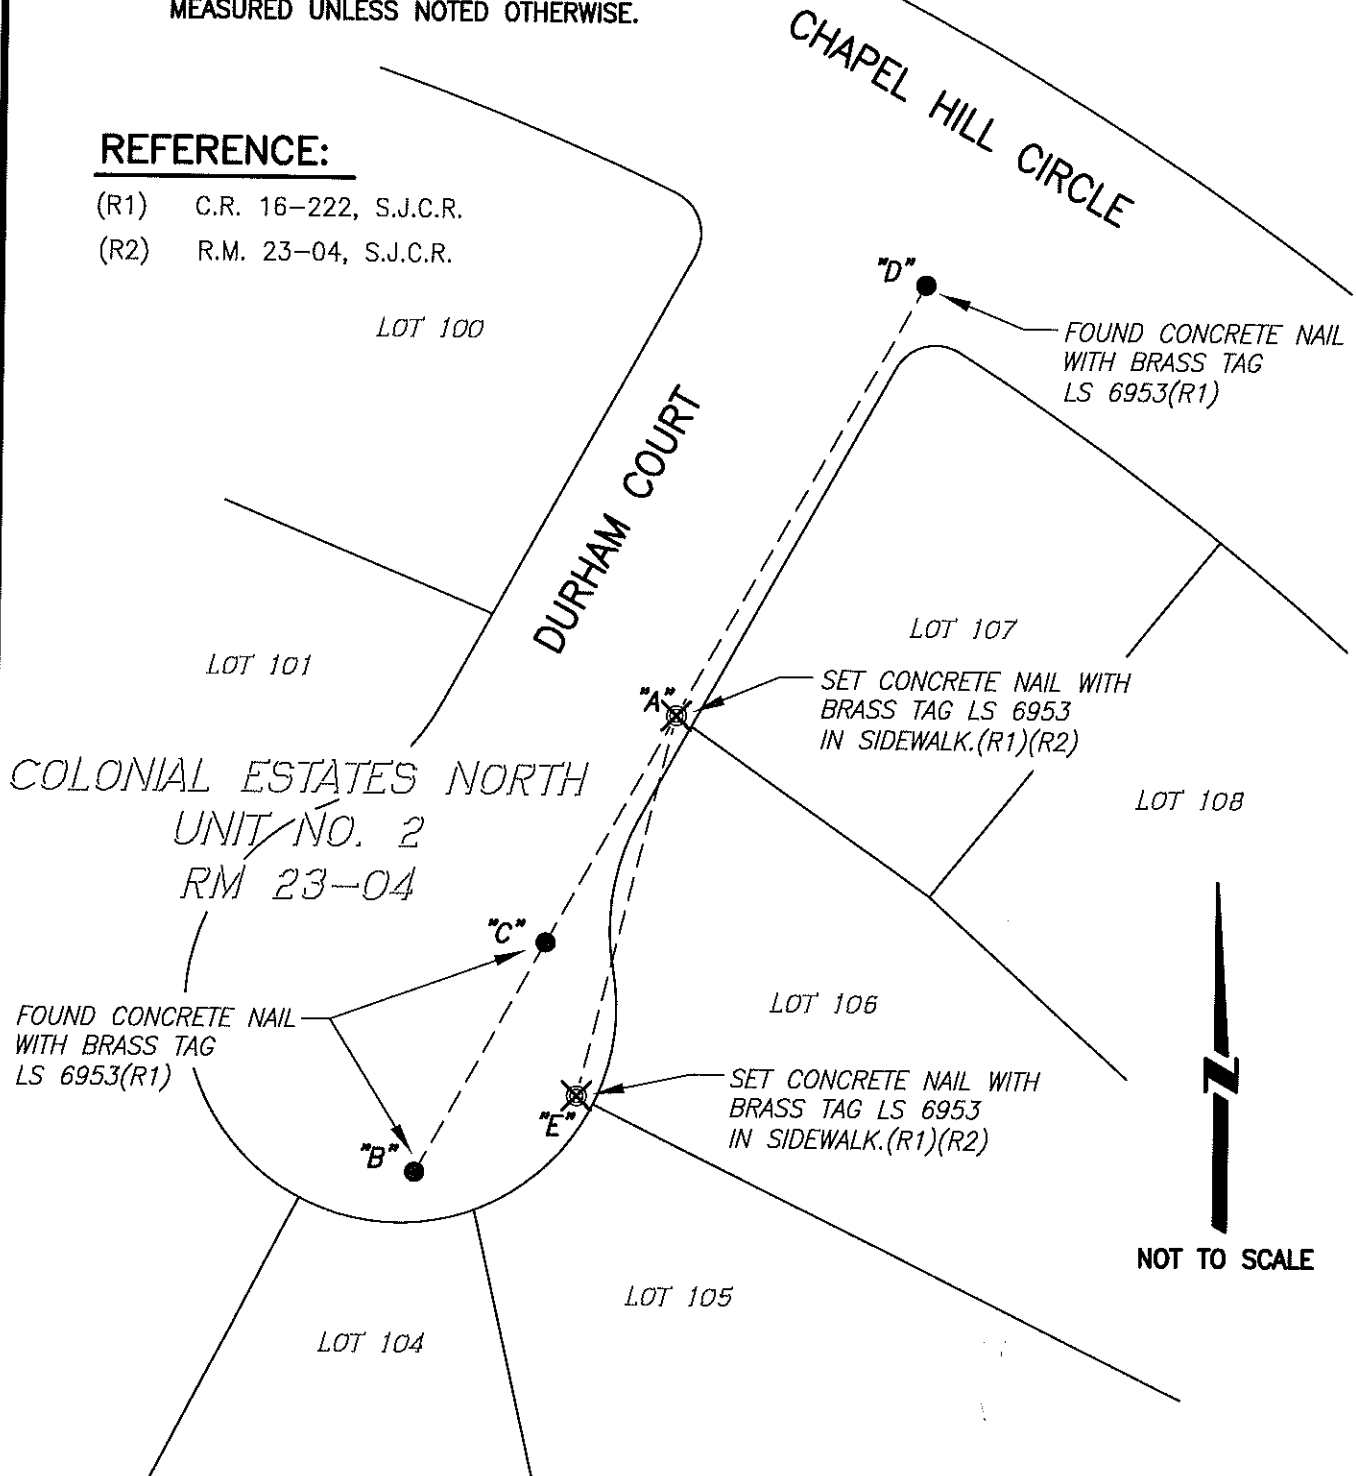 MEASURED UNLESS NOTED OTHERWISE.
CHAPEL HILL CIRCLE
REFERENCE:
(R1) C.R. 16-222, S.J.C.R.
(R2) R.M. 23-04, S.J.C.R.
"D"
LOT 100
FOUND CONCRETE NAIL
WITH BRASS TAG
LS 6953(R1)
DURHAM COURT
LOT 107
LOT 101
"A"
SET CONCRETE NAIL WITH
BRASS TAG LS 6953
IN SIDEWALK.(R1)(R2)
COLONIAL ESTATES NORTH
UNIT NO. 2
RM 23-04
LOT 108
"C"
LOT 106
FOUND CONCRETE NAIL
WITH BRASS TAG
LS 6953(R1)
SET CONCRETE NAIL WITH
BRASS TAG LS 6953
IN SIDEWALK.(R1)(R2)
"E"
"B"
Z
NOT TO SCALE
LOT 105
LOT 104